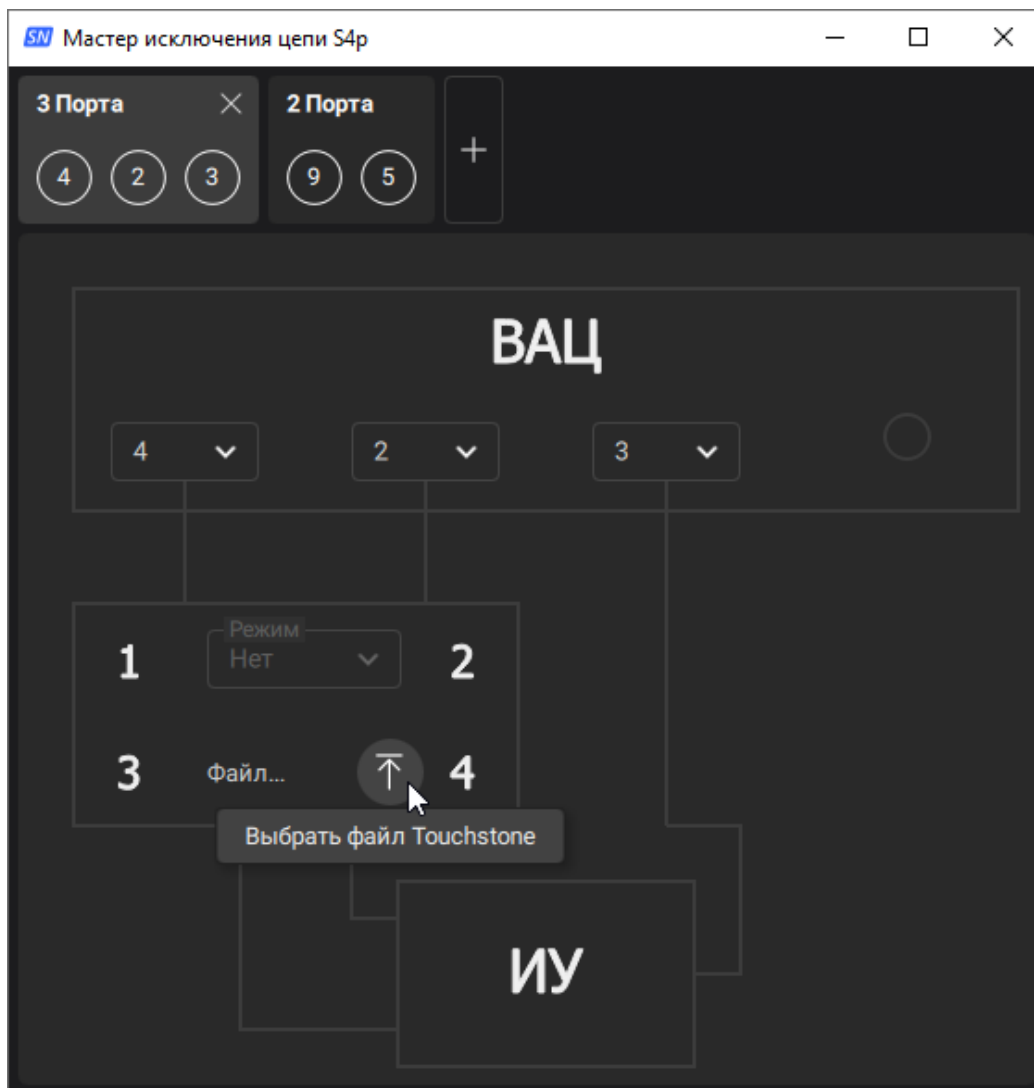 SN Мастер исключения цепи S4p
3 Порта
2 Порта
4 2 3
9 5
ВАЦ
4 2 3
Режим
1 Нет 2
3 Файл... 4
Выбрать файл Touchstone
ИУ